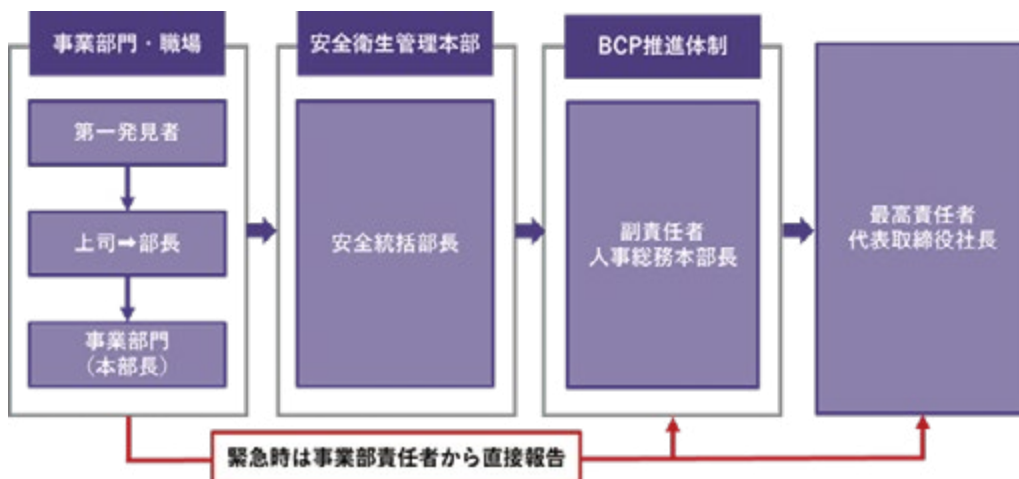 事業部門・職場
第一発見者
上司➡部長
事業部門
（本部長）
安全衛生管理本部
安全統括部長
BCP推進体制
副責任者
人事総務本部長
最高責任者
代表取締役社長
緊急時は事業部責任者から直接報告